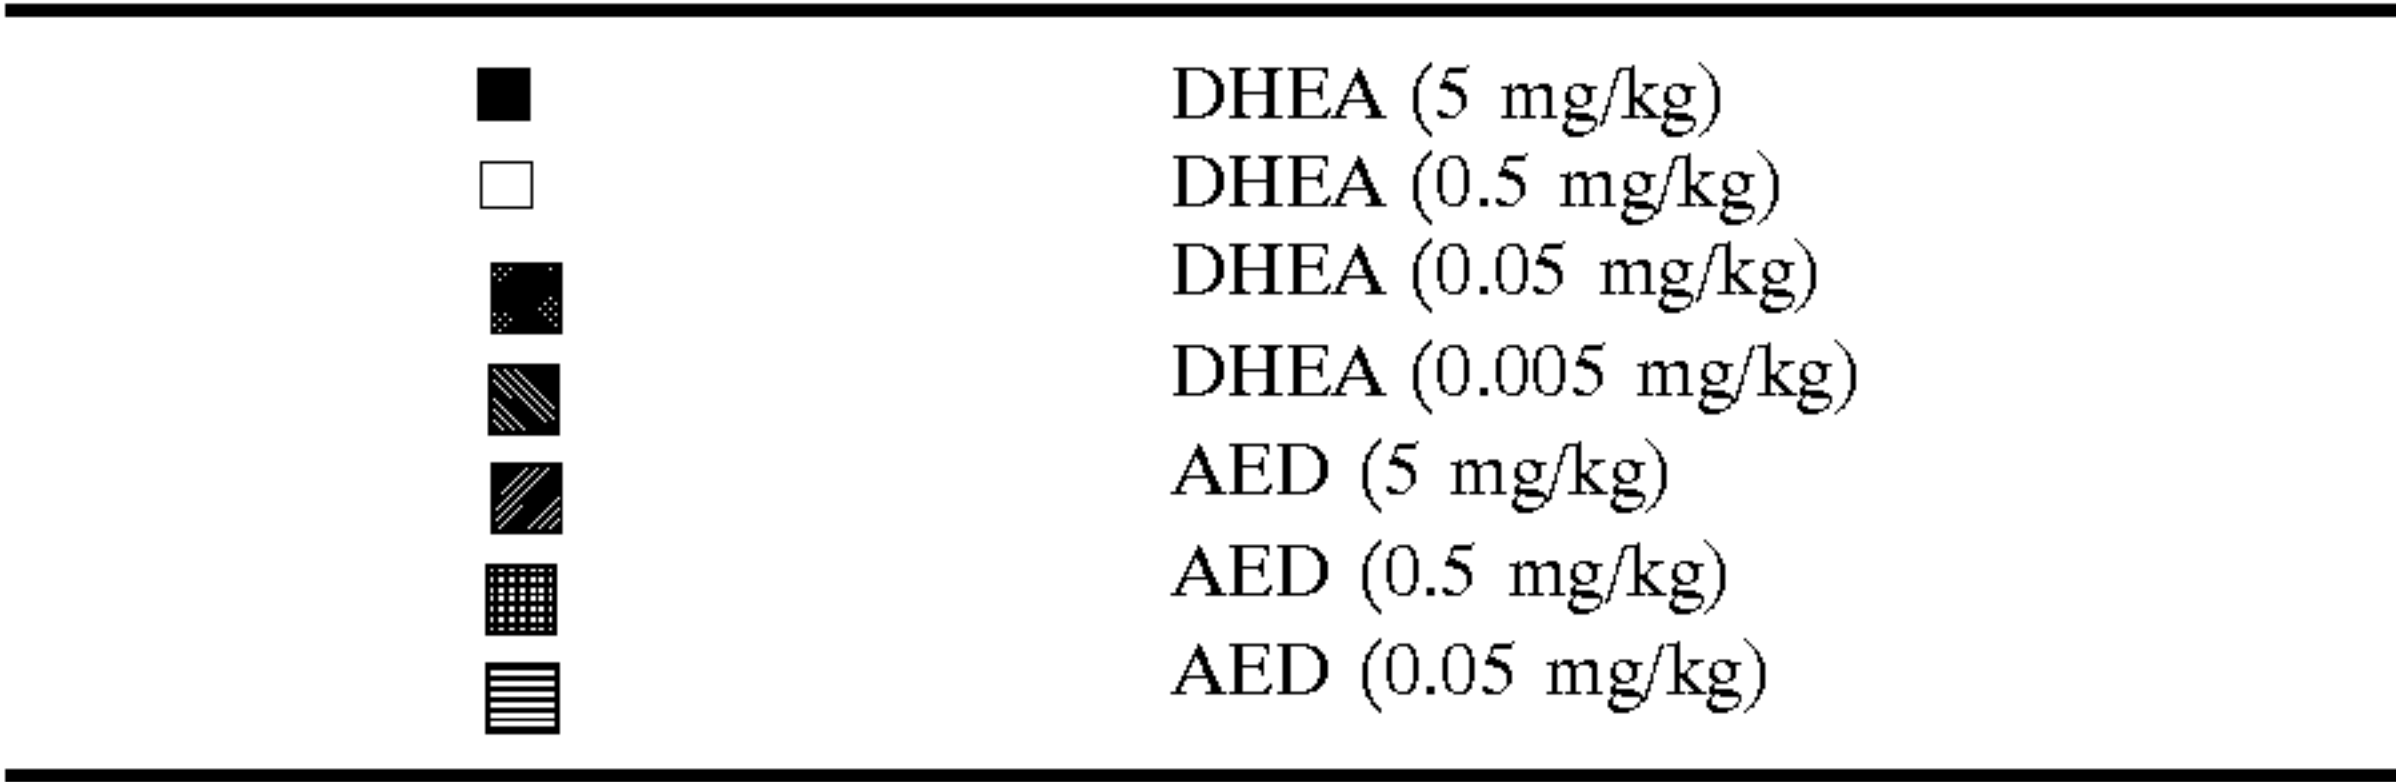 DHEA (5 mg/kg)
DHEA (0.5 mg/kg)
DHEA (0.05 mg/kg)
DHEA (0.005 mg/kg)
AED (5 mg/kg)
AED (0.5 mg/kg)
AED (0.05 mg/kg)